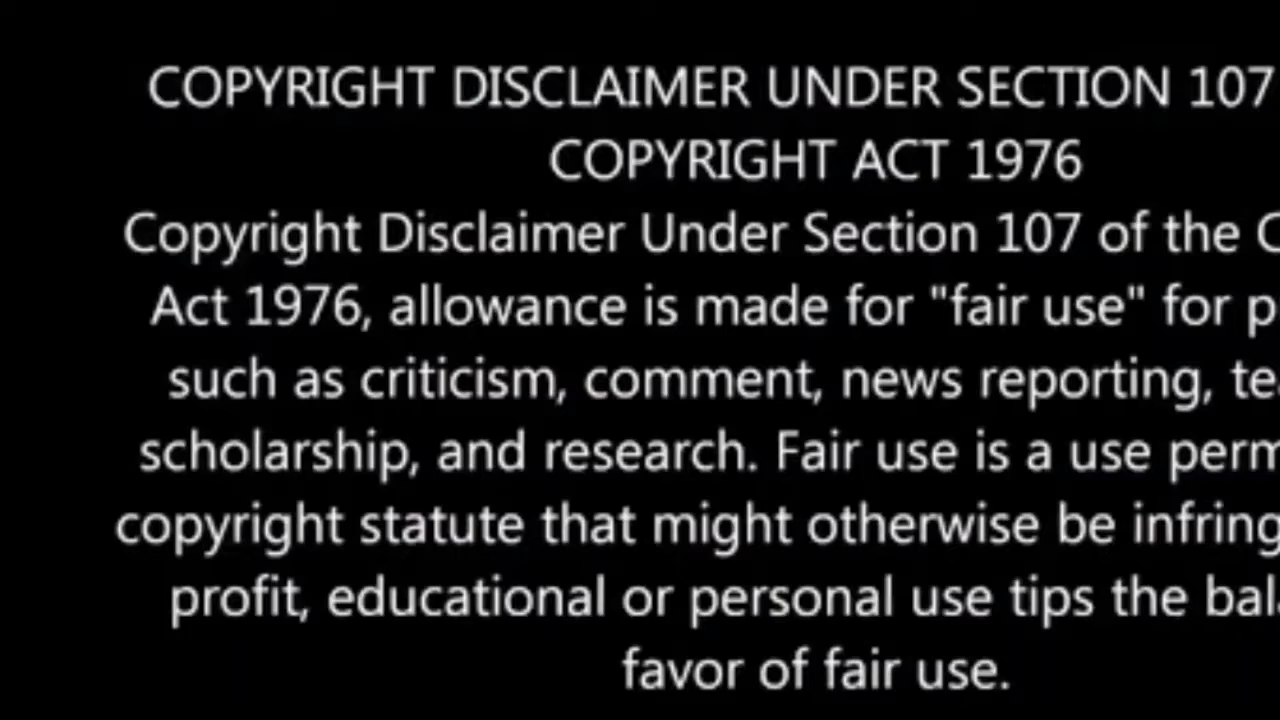 COPYRIGHT DISCLAIMER UNDER SECTION 107
COPYRIGHT ACT 1976
Copyright Disclaimer Under Section 107 of the
Act 1976, allowance is made for "fair use" for
such as criticism, comment, news reporting,
scholarship, and research. Fair use is a use
copyright statute that might otherwise be
profit, educational or personal use tips the
favor of fair use.